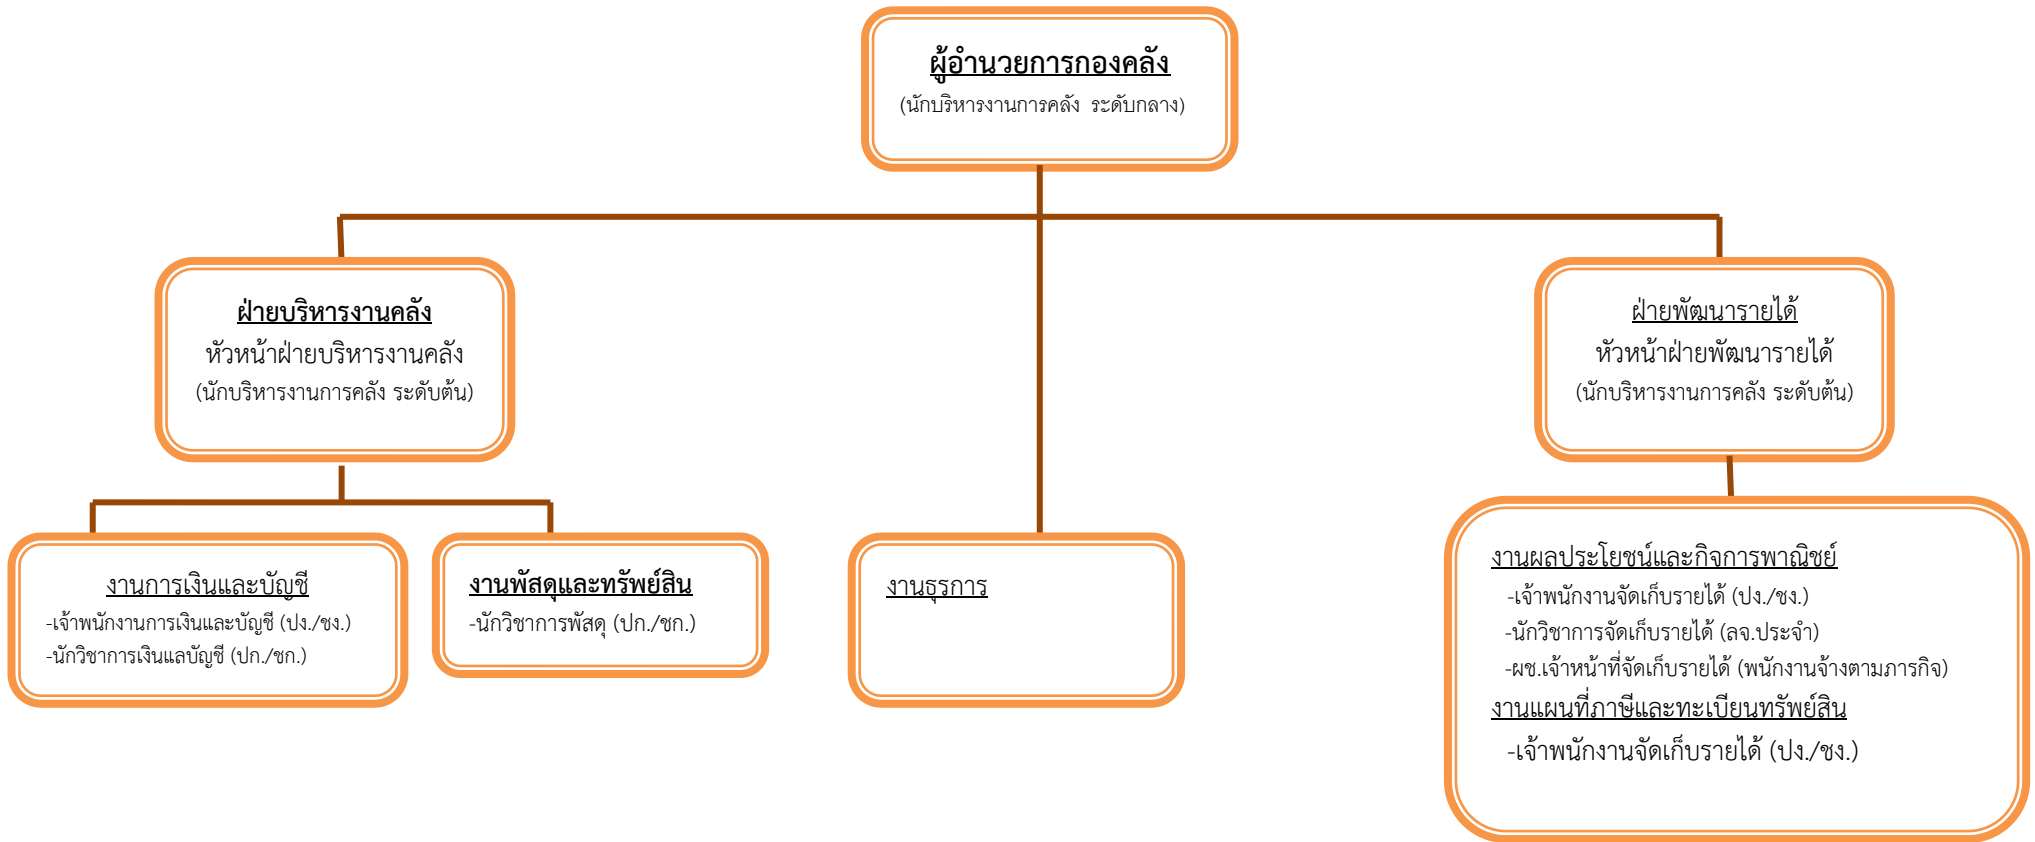 ผู้อำนวยการกองคลัง
(นักบริหารงานการคลัง ระดับกลาง)
ฝ่ายบริหารงานคลัง
หัวหน้าฝ่ายบริหารงานคลัง
(นักบริหารงานการคลัง ระดับต้น)
ฝ่ายพัฒนารายได้
หัวหน้าฝ่ายพัฒนารายได้
(นักบริหารงานการคลัง ระดับต้น)
งานการเงินและบัญชี
-เจ้าพนักงานการเงินและบัญชี (ปง./ชง.)
-นักวิชาการเงินแลบัญชี (ปก./ชก.)
งานพัสดุและทรัพย์สิน
-นักวิชาการพัสดุ (ปก./ชก.)
งานธุรการ
งานผลประโยชน์และกิจการพาณิชย์
-เจ้าพนักงานจัดเก็บรายได้ (ปง./ชง.)
-นักวิชาการจัดเก็บรายได้ (ลจ.ประจำ)
-ผช.เจ้าหน้าที่จัดเก็บรายได้ (พนักงานจ้างตามภารกิจ)
งานแผนที่ภาษีและทะเบียนทรัพย์สิน
-เจ้าพนักงานจัดเก็บรายได้ (ปง./ชง.)